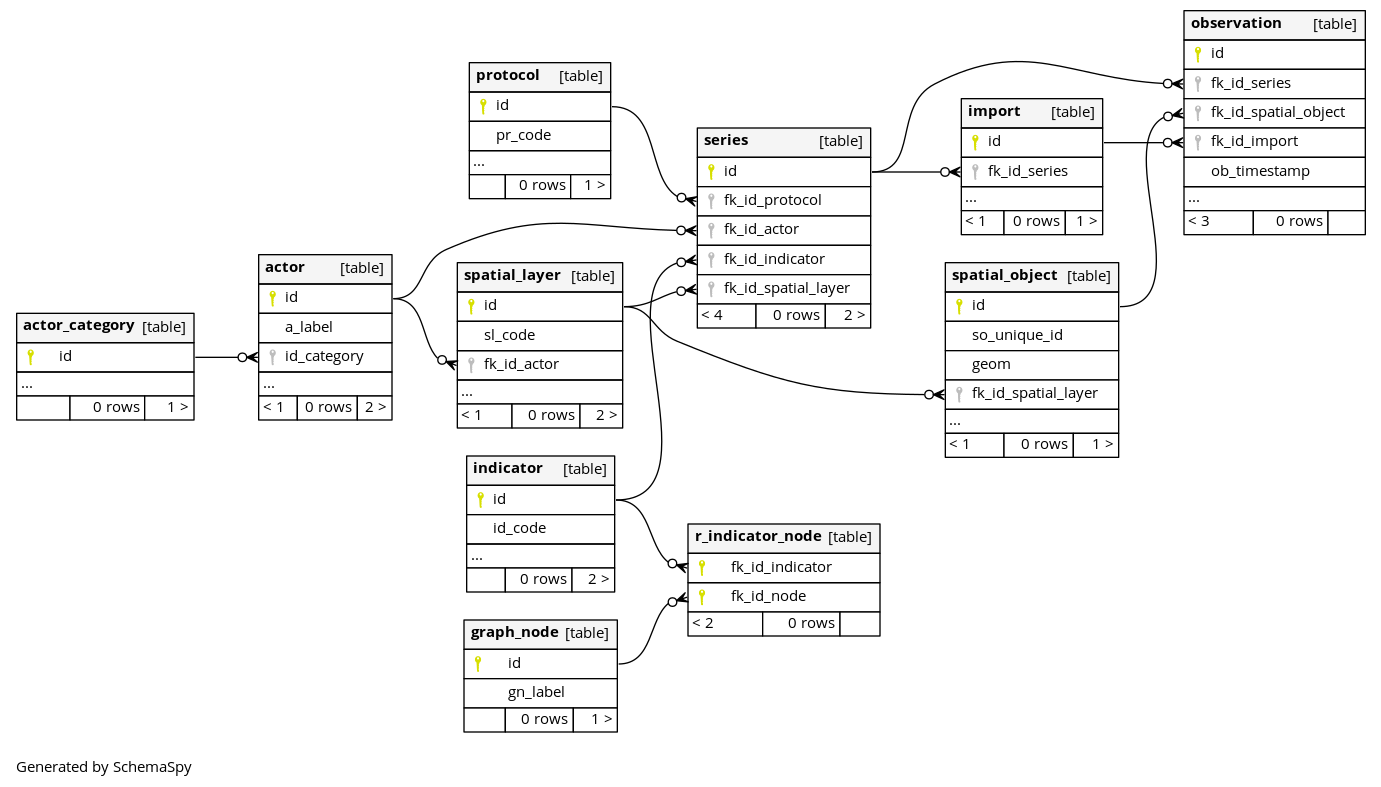 observation [table]
id
fk_id_series
fk_id_spatial_object
fk_id_import
ob_timestamp
...
< 3 0 rows
protocol [table]
id
pr_code
...
0 rows 1 >
import [table]
id
fk_id_series
...
< 1 0 rows 1 >
series [table]
id
fk_id_protocol
fk_id_actor
fk_id_indicator
fk_id_spatial_layer
< 4 0 rows 2 >
actor [table]
id
a_label
id_category
...
< 1 0 rows 2 >
spatial_layer [table]
id
sl_code
fk_id_actor
...
< 1 0 rows 2 >
spatial_object [table]
id
so_unique_id
geom
fk_id_spatial_layer
...
< 1 0 rows 1 >
actor_category [table]
id
...
0 rows 1 >
indicator [table]
id
id_code
...
0 rows 2 >
r_indicator_node [table]
fk_id_indicator
fk_id_node
< 2 0 rows
graph_node [table]
id
gn_label
0 rows 1 >
Generated by SchemaSpy